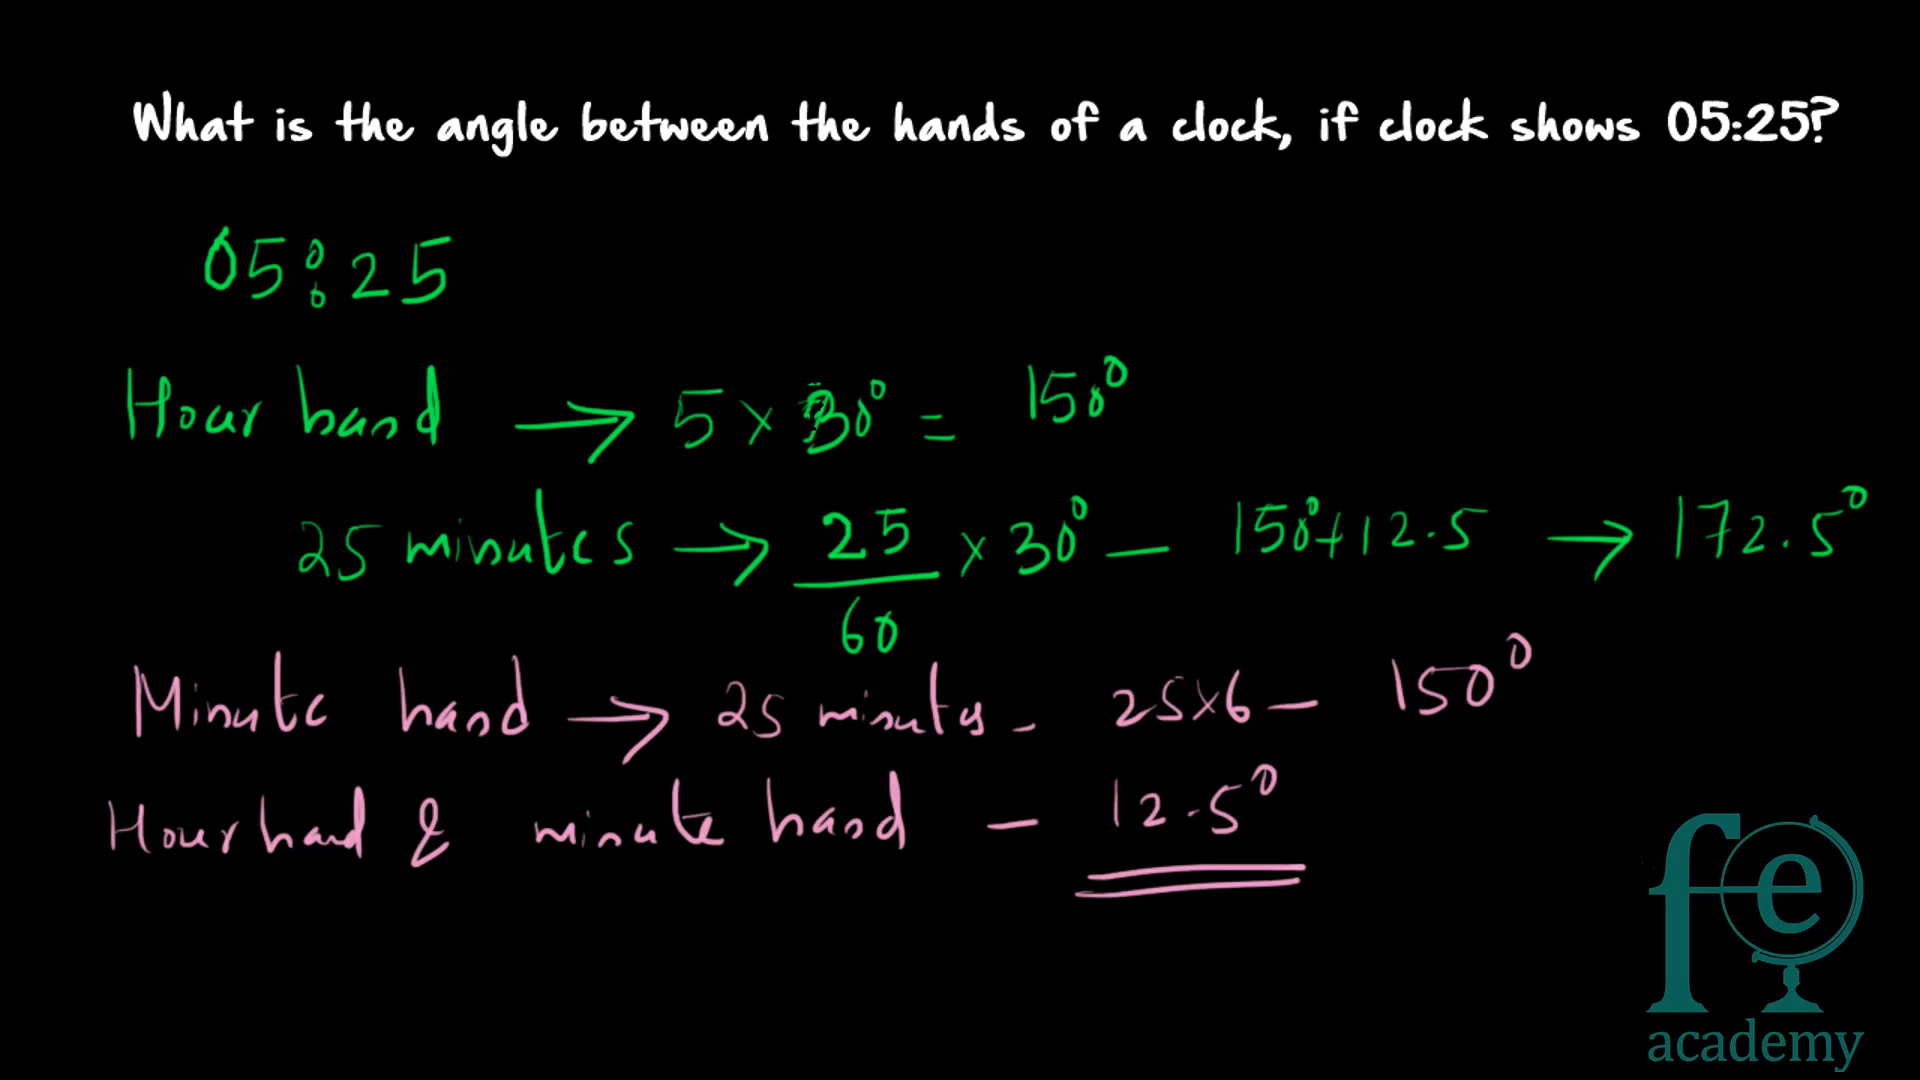 What is the angle between the hands of a clock, if clock shows 05:25?
05:25
Hour hand → 5 × 30° = 150°
25 minutes → 25/60 × 30° – 150°+12.5 → 172.5°
Minute hand → 25 minutes - 25×6 – 150°
Hour hand & minute hand – 12.5°
fe
academy